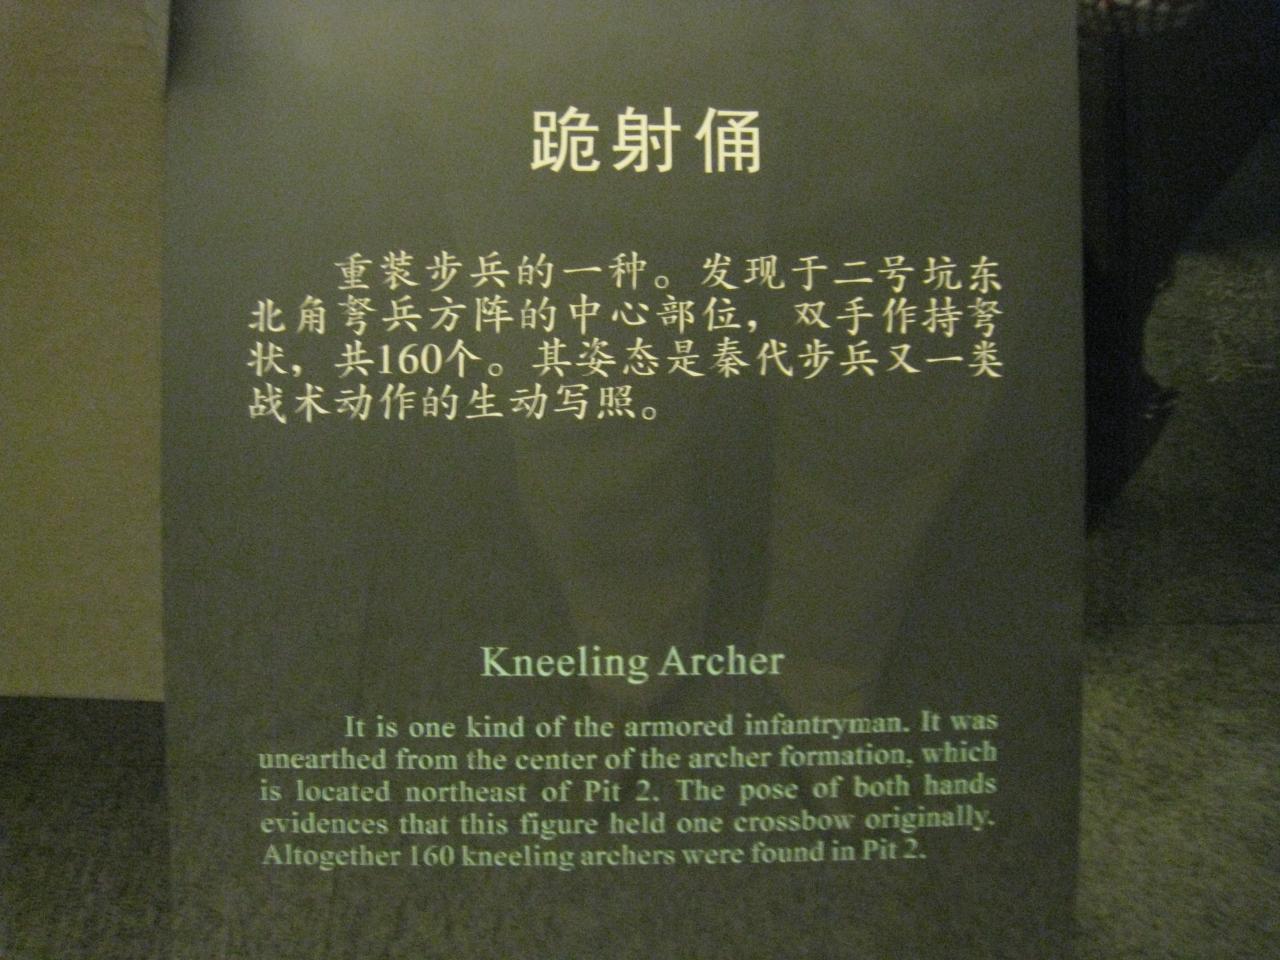 跪射俑
重装步兵的一种。发现于二号坑东
北角弩兵方阵的中心部位，双手作持弩
状，共160个。其姿态是秦代步兵又一类
战术动作的生动写照。
Kneeling Archer
It is one kind of the armored infantryman. It was
unearthed from the center of the archer formation, which
is located northeast of Pit 2. The pose of both hands
evidences that this figure held one crossbow originally.
Altogether 160 kneeling archers were found in Pit 2.